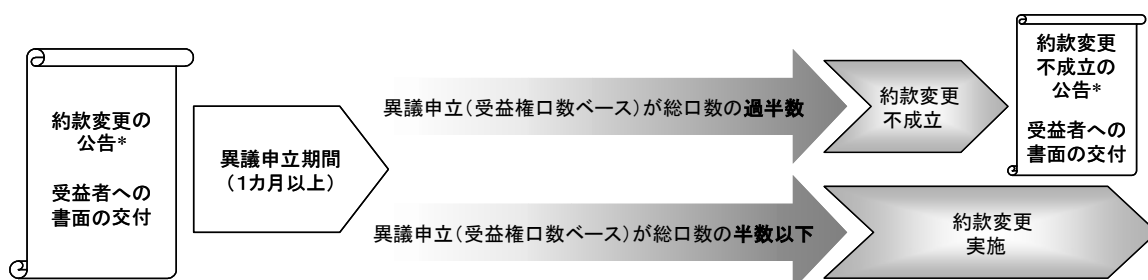 約款変更の
公告*
受益者への
書面の交付
異議申立期間
(1カ月以上)
異議申立(受益権口数ベース)が総口数の過半数
約款変更
不成立
約款変更
不成立の
公告*
受益者への
書面の交付
異議申立(受益権口数ベース)が総口数の半数以下
約款変更
実施